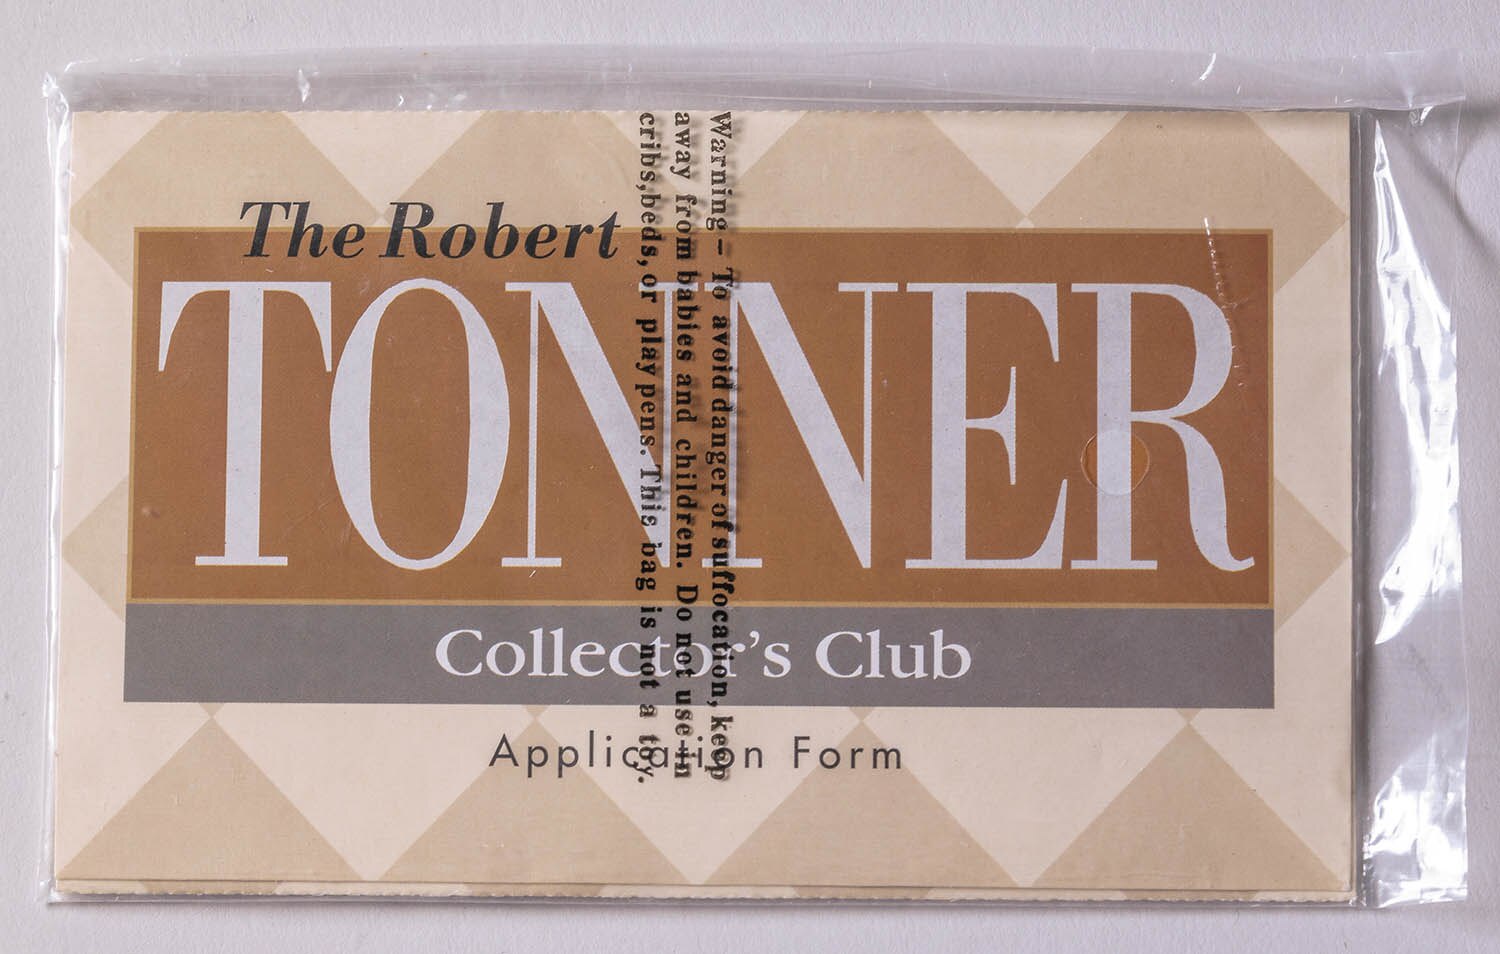 The Robert
TONNER
Collector's Club
Application Form
Warning – To avoid danger of suffocation, keep
away from babies and children. Do not use in
cribs,beds,or play pens. This bag is not a toy.